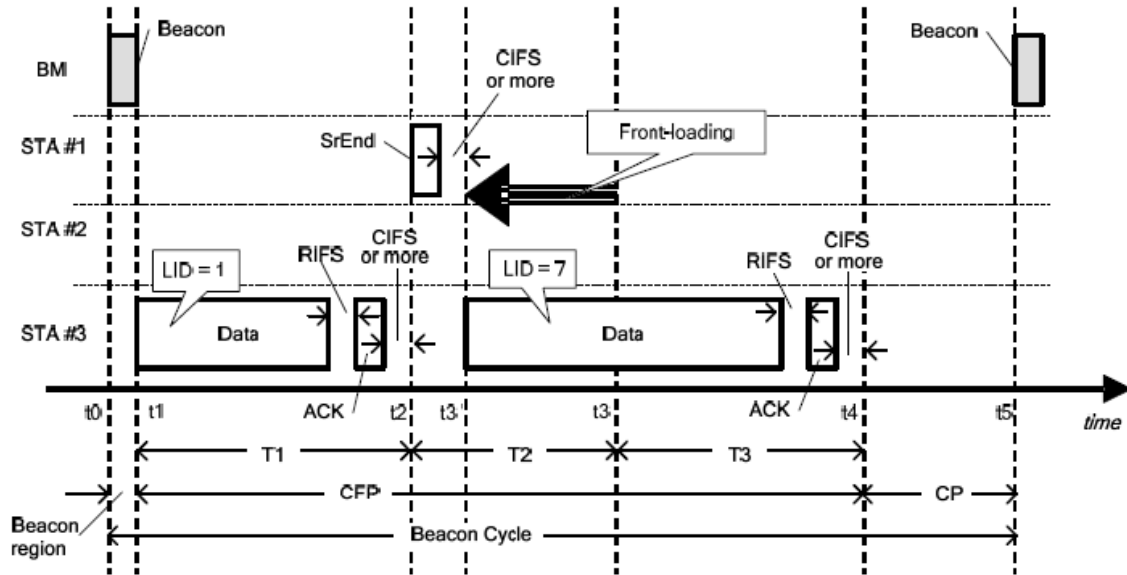 Beacon
Beacon
BMI
CIFS
or more
STA #1
SrEnd
Front-loading
STA #2
CIFS
or more
CIFS
or more
RIFS
RIFS
LID = 1
LID = 7
STA #3
Data
Data
t0
t1
ACK
t2
t3
t3
ACK
t4
t5
time
T1
T2
T3
CFP
CP
Beacon
region
Beacon Cycle